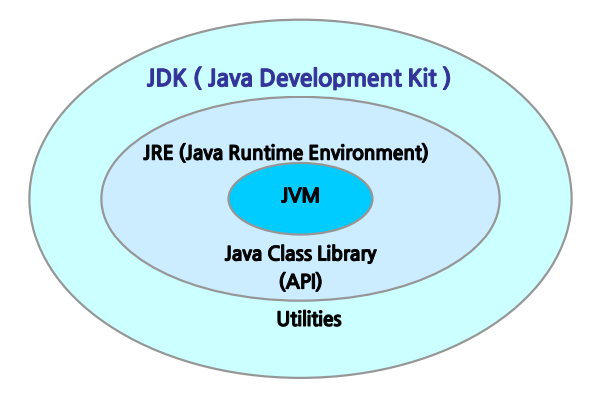 JDK ( Java Development Kit )
JRE (Java Runtime Environment)
JVM
Java Class Library
(API)
Utilities